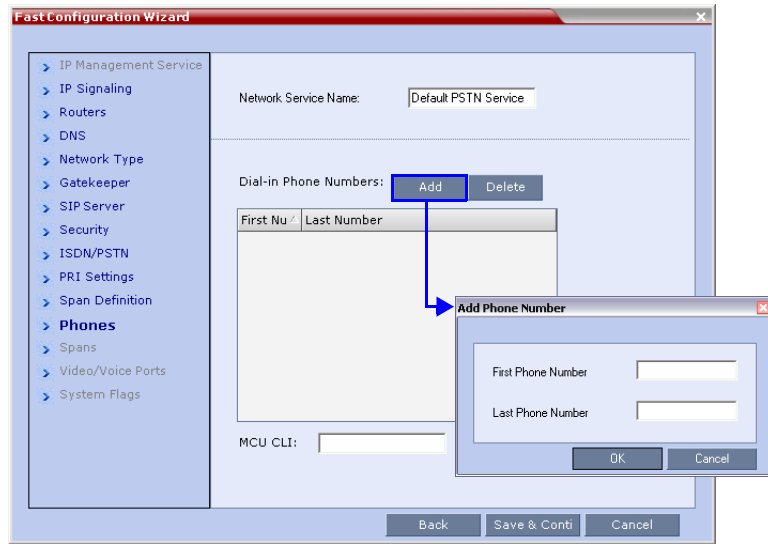 Fast Configuration Wizard
IP Management Service
IP Signaling
Routers
DNS
Network Type
Gatekeeper
SIP Server
Security
ISDN/PSTN
PRI Settings
Span Definition
Phones
Spans
Video/Voice Ports
System Flags
Network Service Name: Default PSTN Service
Dial-in Phone Numbers: Add Delete
First Nu Last Number
MCU CLI:
Add Phone Number
First Phone Number
Last Phone Number
OK Cancel
Back Save & Conti Cancel